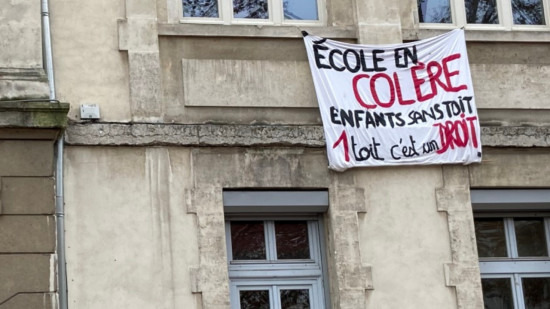 ÉCOLE EN
COLÈRE
ENFANTS SANS TOIT
1 toit c'est un DROIT